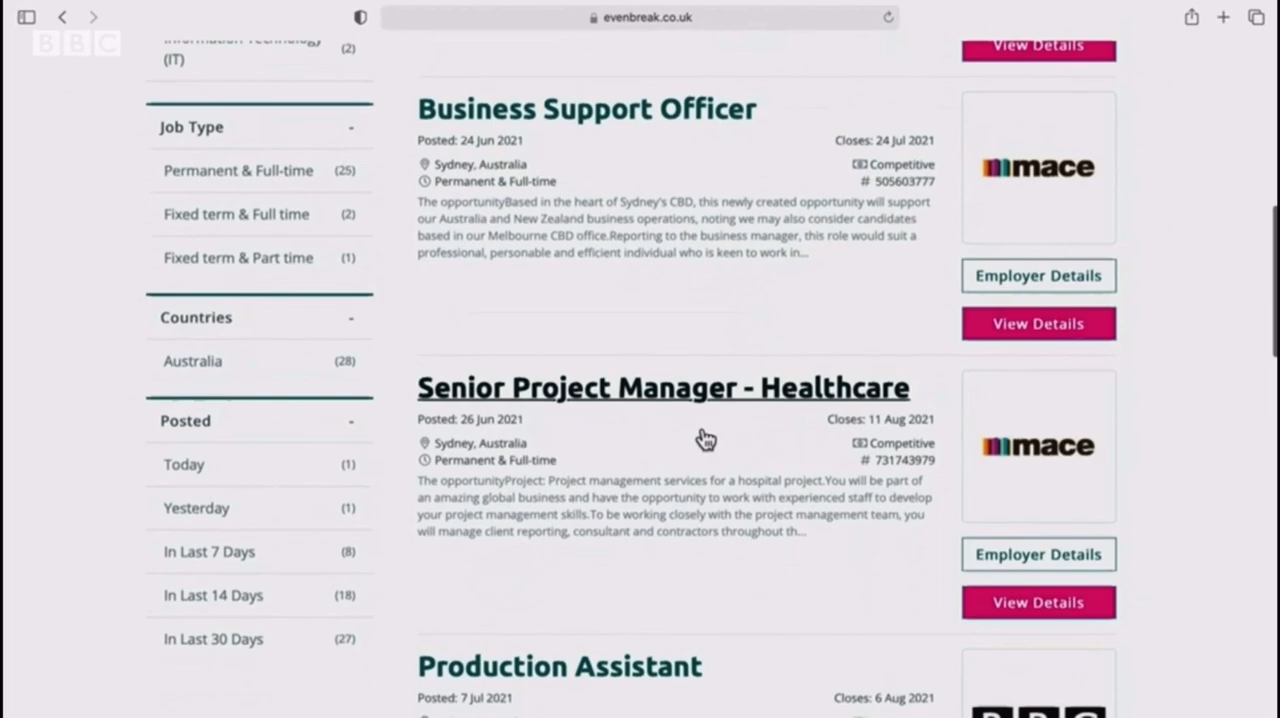 evenbreak.co.uk
BBC
Information Technology
(IT) (2)
Job Type -
Permanent & Full-time (25)
Fixed term & Full time (2)
Fixed term & Part time (1)
Countries -
Australia (28)
Posted -
Today (1)
Yesterday (1)
In Last 7 Days (8)
In Last 14 Days (18)
In Last 30 Days (27)
View Details
Business Support Officer
Posted: 24 Jun 2021 Closes: 24 Jul 2021
Sydney, Australia Competitive
Permanent & Full-time # 505603777
The opportunityBased in the heart of Sydney's CBD, this newly created opportunity will support
our Australia and New Zealand business operations, noting we may also consider candidates
based in our Melbourne CBD office.Reporting to the business manager, this role would suit a
professional, personable and efficient individual who is keen to work in...
mace
Employer Details
View Details
Senior Project Manager - Healthcare
Posted: 26 Jun 2021 Closes: 11 Aug 2021
Sydney, Australia Competitive
Permanent & Full-time # 731743979
The opportunityProject: Project management services for a hospital project.You will be part of
an amazing global business and have the opportunity to work with experienced staff to develop
your project management skills.To be working closely with the project management team, you
will manage client reporting, consultant and contractors throughout th...
mace
Employer Details
View Details
Production Assistant
Posted: 7 Jul 2021 Closes: 6 Aug 2021
BBC